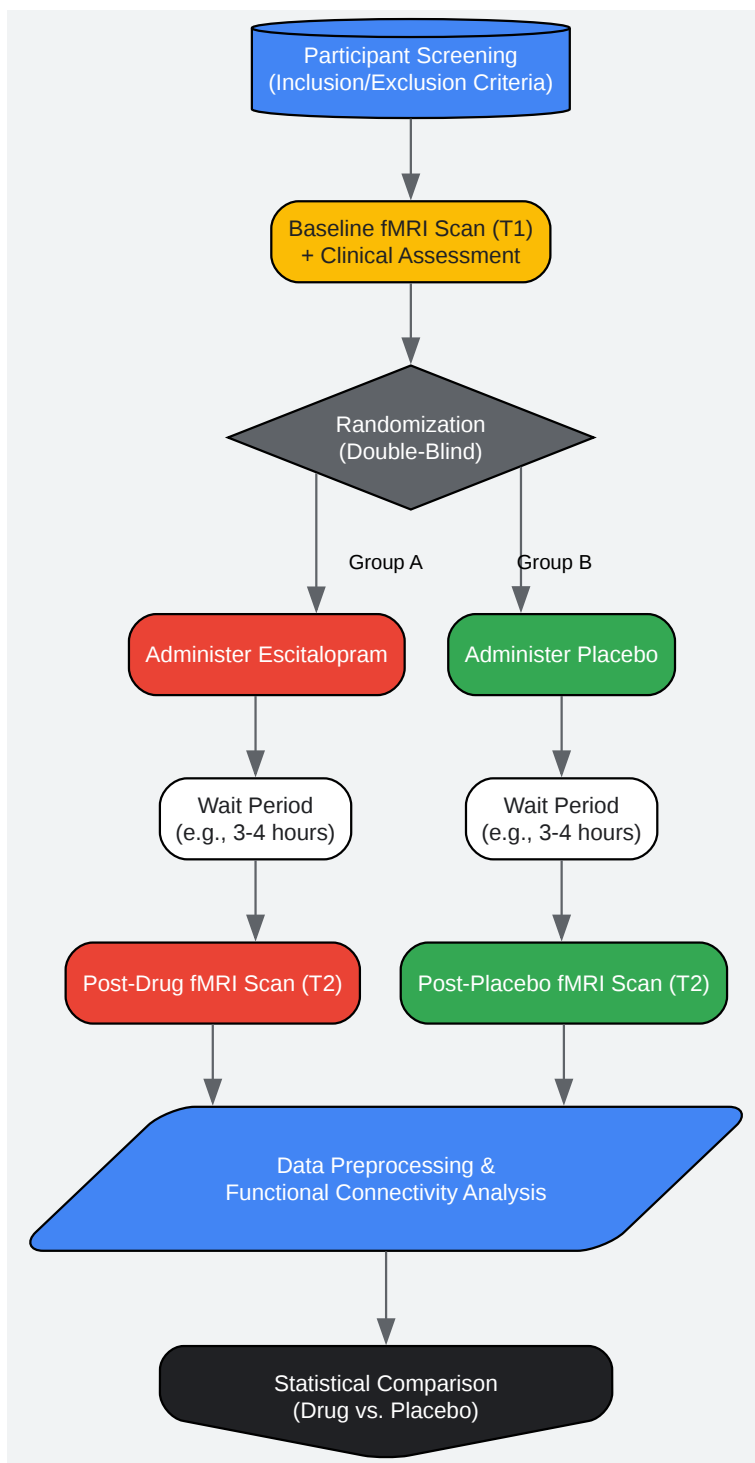 Participant Screening
(Inclusion/Exclusion Criteria)
Baseline fMRI Scan (T1)
+ Clinical Assessment
Randomization
(Double-Blind)
Group A
Group B
Administer Escitalopram
Administer Placebo
Wait Period
(e.g., 3-4 hours)
Wait Period
(e.g., 3-4 hours)
Post-Drug fMRI Scan (T2)
Post-Placebo fMRI Scan (T2)
Data Preprocessing &
Functional Connectivity Analysis
Statistical Comparison
(Drug vs. Placebo)